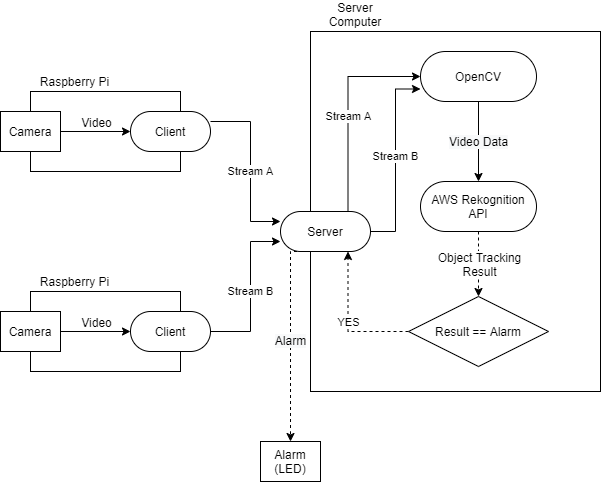 Server
Computer
Raspberry Pi
Camera
Video
Client
Stream A
OpenCV
Stream A
Stream B
Video Data
AWS Rekognition
API
Server
Object Tracking
Result
Raspberry Pi
Camera
Video
Client
Stream B
YES
Result == Alarm
Alarm
Alarm
(LED)